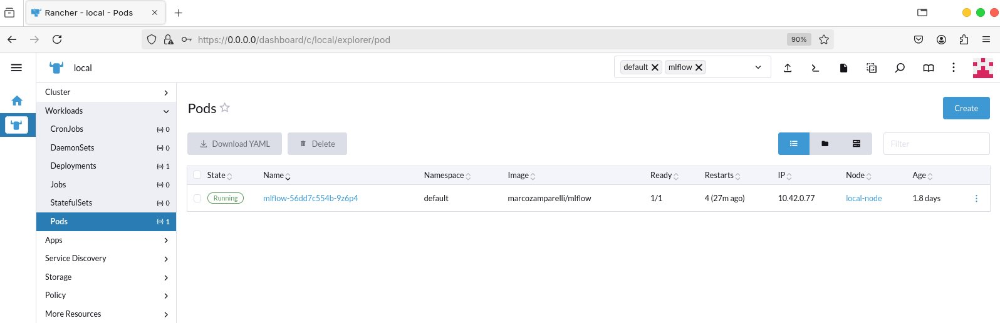 Rancher - local - Pods
https://0.0.0.0/dashboard/c/local/explorer/pod 90%
local default mlflow
Cluster
Workloads
CronJobs 0
DaemonSets 0
Deployments 1
Jobs 0
StatefulSets 0
Pods 1
Apps
Service Discovery
Storage
Policy
More Resources
Pods Create
Download YAML Delete Filter
State Name Namespace Image Ready Restarts IP Node Age
Running mlflow-56dd7c554b-9z6p4 default marcozamparelli/mlflow 1/1 4 (27m ago) 10.42.0.77 local-node 1.8 days